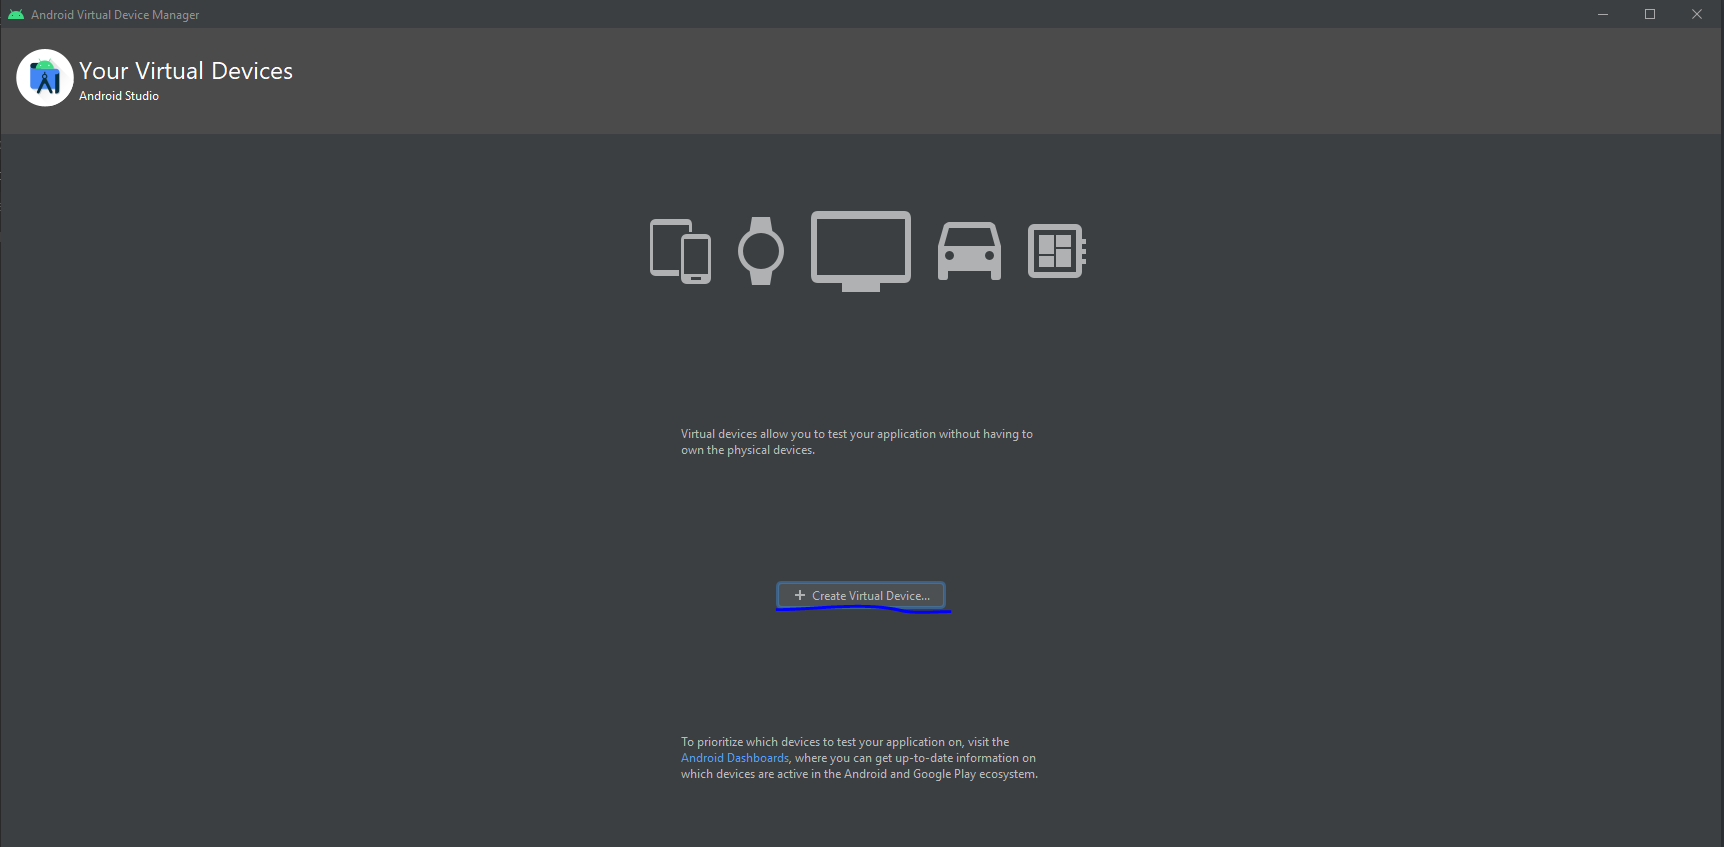 Android Virtual Device Manager
Your Virtual Devices
Android Studio
Virtual devices allow you to test your application without having to
own the physical devices.
+ Create Virtual Device...
To prioritize which devices to test your application on, visit the
Android Dashboards, where you can get up-to-date information on
which devices are active in the Android and Google Play ecosystem.